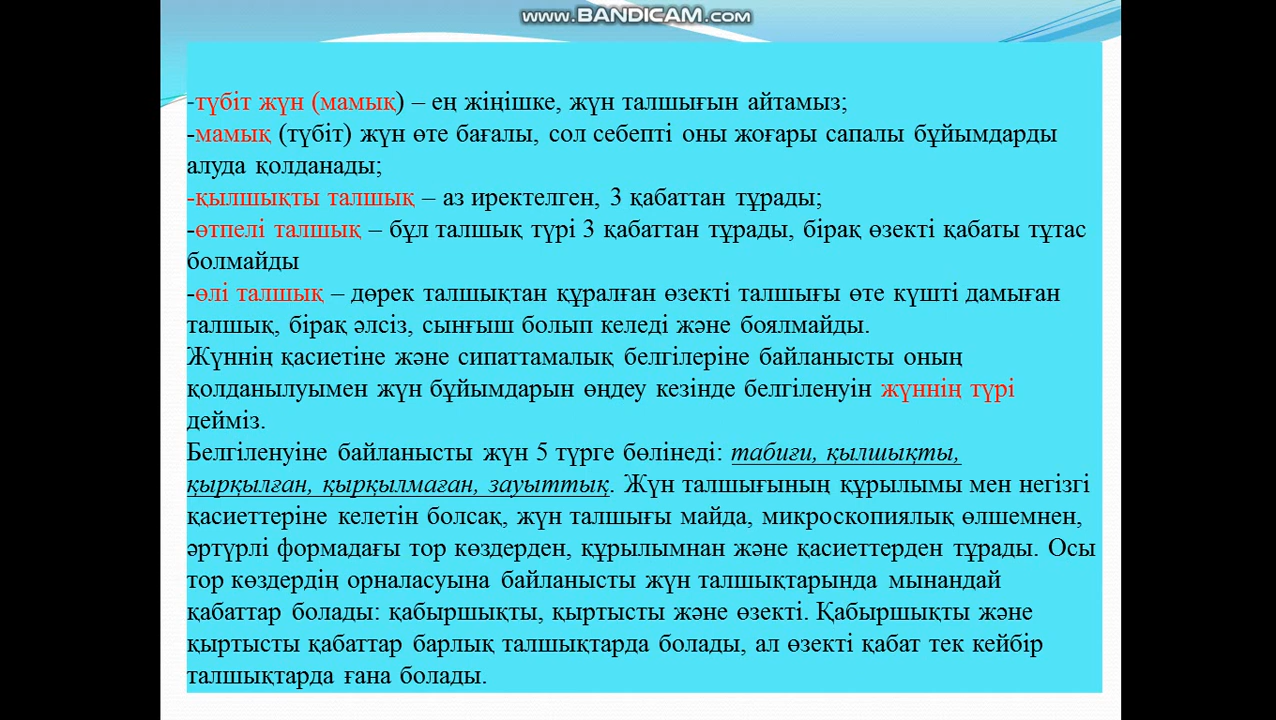 www.BANDICAM.com
-түбіт жүн (мамық) – ең жіңішке, жүн талшығын айтамыз;
-мамық (түбіт) жүн өте бағалы, сол себепті оны жоғары сапалы бұйымдарды
алуда қолданады;
-қылшықты талшық – аз иректелген, 3 қабаттан тұрады;
-өтпелі талшық – бұл талшық түрі 3 қабаттан тұрады, бірақ өзекті қабаты тұтас
болмайды
-өлі талшық – дөрек талшықтан құралған өзекті талшығы өте күшті дамыған
талшық, бірақ әлсіз, сынғыш болып келеді және боялмайды.
Жүннің қасиетіне және сипаттамалық белгілеріне байланысты оның
қолданылуымен жүн бұйымдарын өңдеу кезінде белгіленуін жүннің түрі
дейміз.
Белгіленуіне байланысты жүн 5 түрге бөлінеді: табиғи, қылшықты,
қырқылған, қырқылмаған, зауыттық. Жүн талшығының құрылымы мен негізгі
қасиеттеріне келетін болсақ, жүн талшығы майда, микроскопиялық өлшемнен,
әртүрлі формадағы тор көздерден, құрылымнан және қасиеттерден тұрады. Осы
тор көздердің орналасуына байланысты жүн талшықтарында мынандай
қабаттар болады: қабыршықты, қыртысты және өзекті. Қабыршықты және
қыртысты қабаттар барлық талшықтарда болады, ал өзекті қабат тек кейбір
талшықтарда ғана болады.